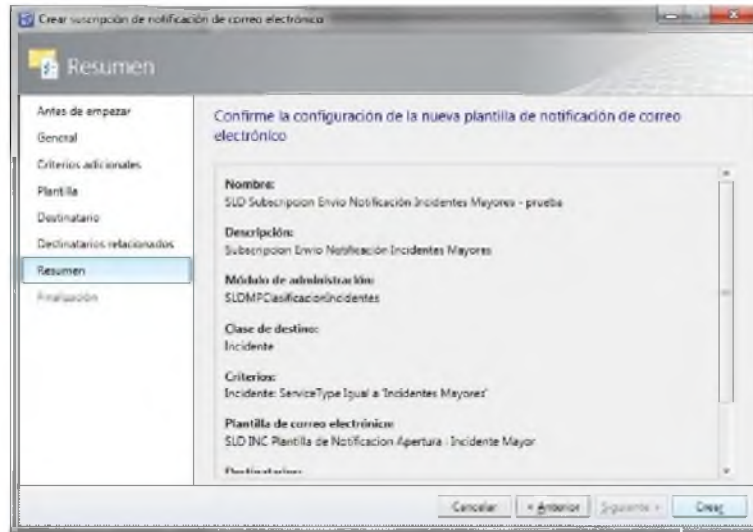 Crear suscripción de notificación de correo electrónico
Resumen
Antes de empezar
General
Criterios adicionales
Plantilla
Destinatario
Destinatarios relacionados
Resumen
Finalización
Confirme la configuración de la nueva plantilla de notificación de correo
electrónico
Nombre:
SLD Subscripcion Envio Notificación Incidentes Mayores - prueba
Descripción:
Subscripcion Envio Notificación Incidentes Mayores
Módulo de administración:
SLDMPClasificacionIncidentes
Clase de destino:
Incidente
Criterios:
Incidente: ServiceType Igual a 'Incidentes Mayores'
Plantilla de correo electrónico:
SLD INC Plantilla de Notificacion Apertura : Incidente Mayor
Cancelar
< Anterior
Siguiente >
Crear